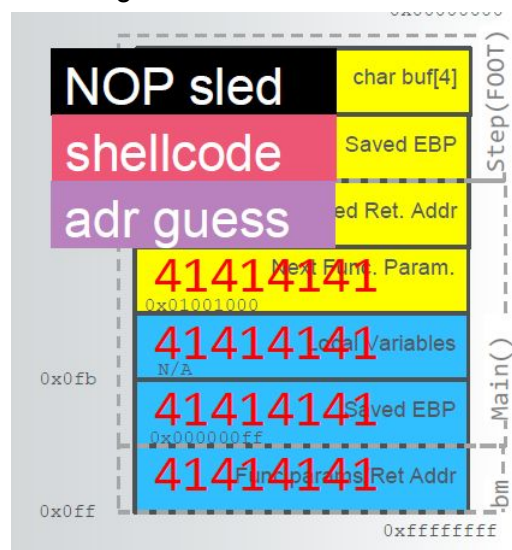 NOP sled
char buf[4]
shellcode
Saved EBP
adr guess
ed Ret. Addr
Step(FOOT)
41414141
Next Func. Param.
0x01001000
41414141
Local Variables
N/A
0x0fb
41414141
Saved EBP
0x000000ff
41414141
Func params/Ret Addr
0x0ff
bm - Main()
0xffffffff